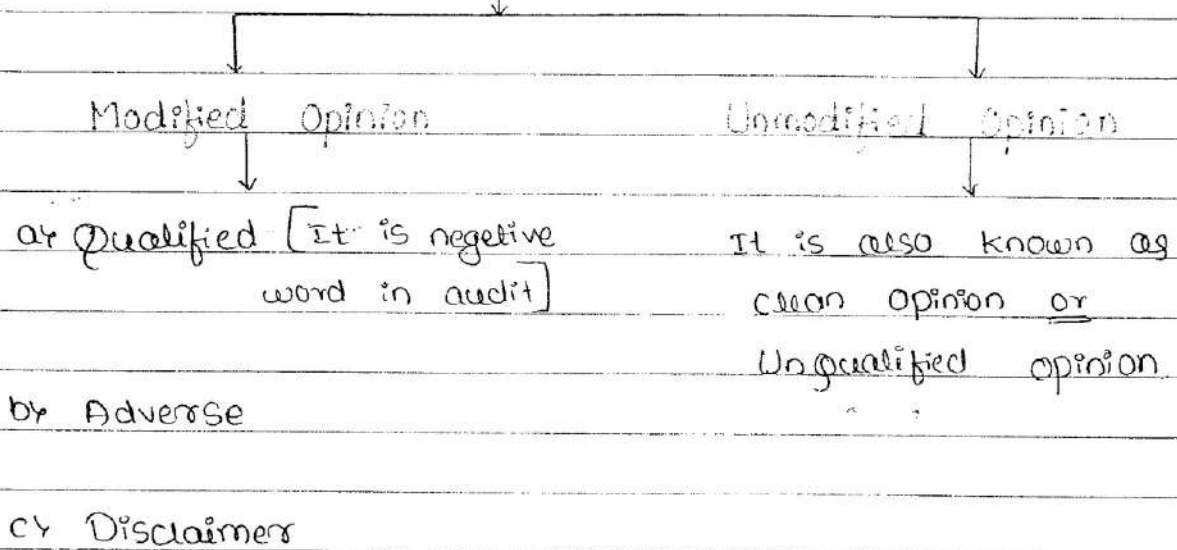 Modified Opinion
Unmodified Opinion
a> Qualified [It is negetive
word in audit]
It is also known as
clean opinion or
Unqualified opinion
b> Adverse
c> Disclaimer